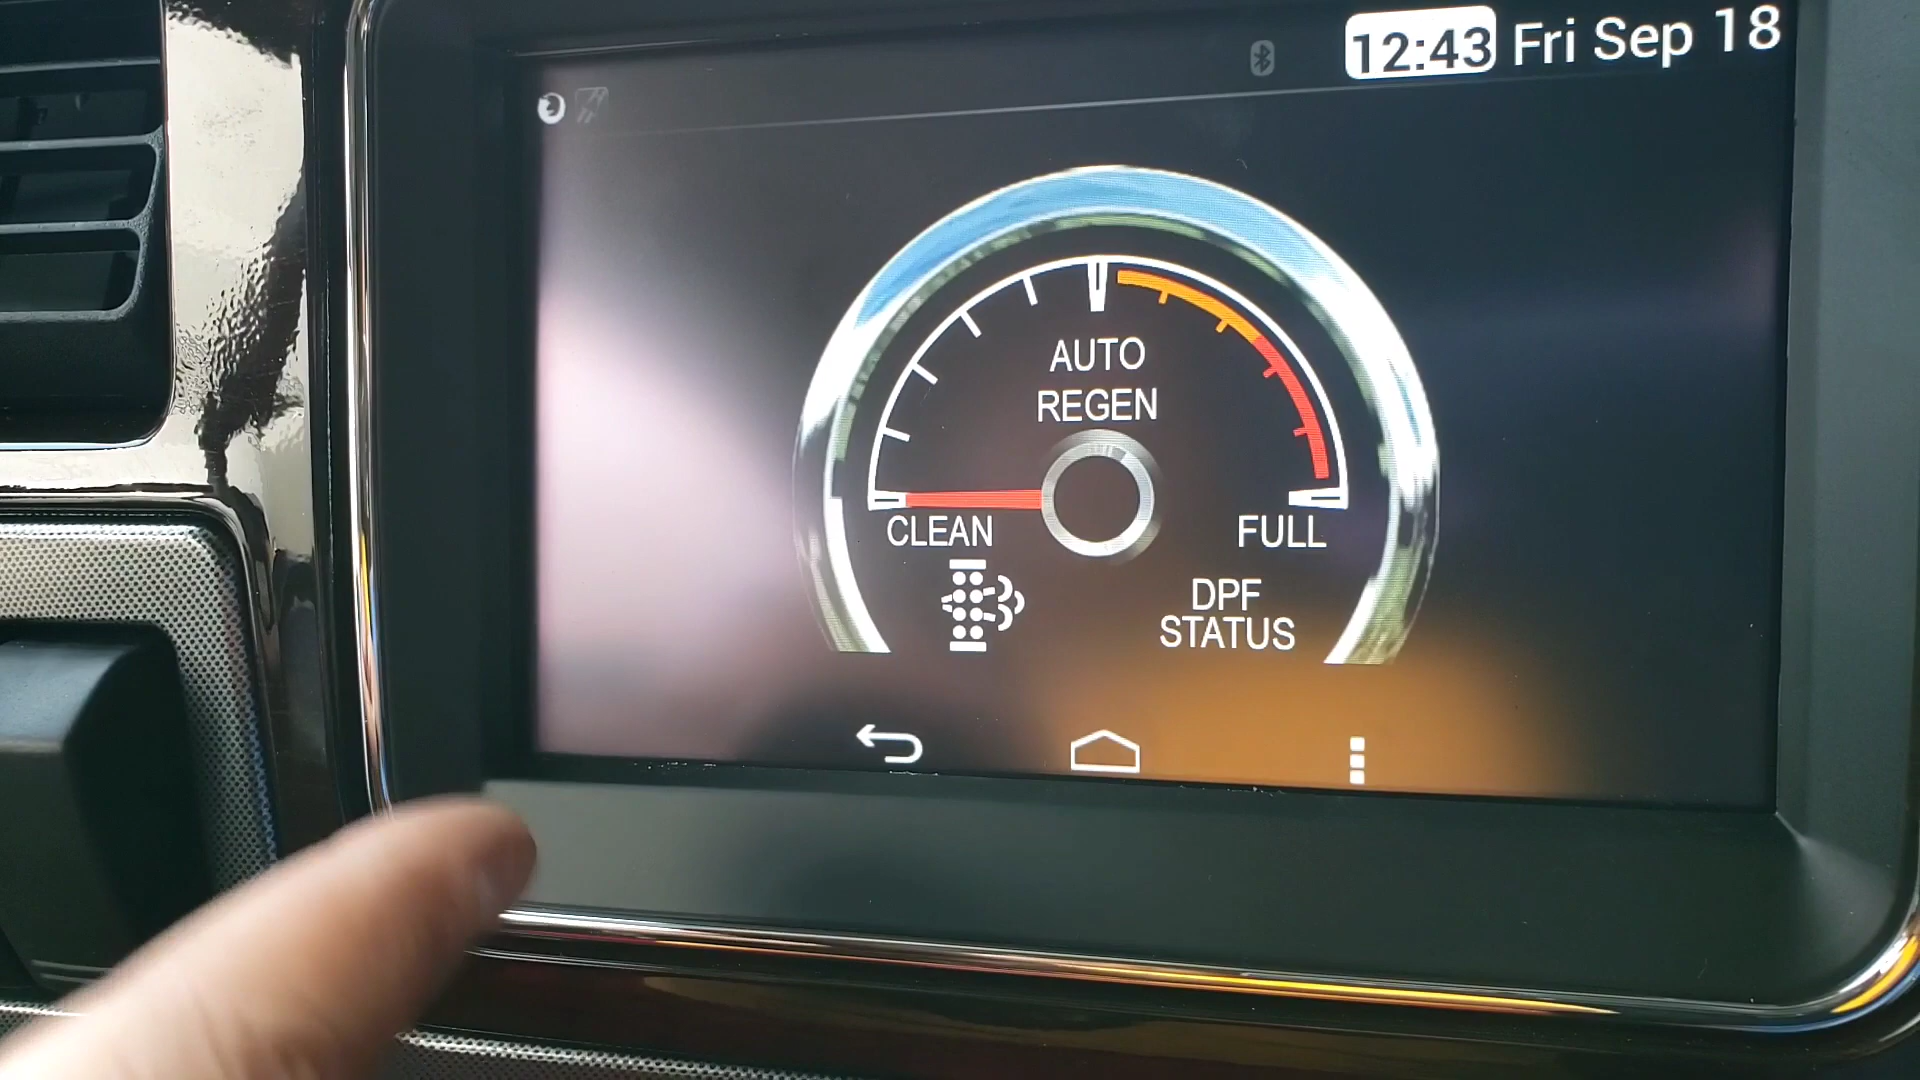 12:43 Fri Sep 18
AUTO
REGEN
CLEAN
FULL
DPF
STATUS